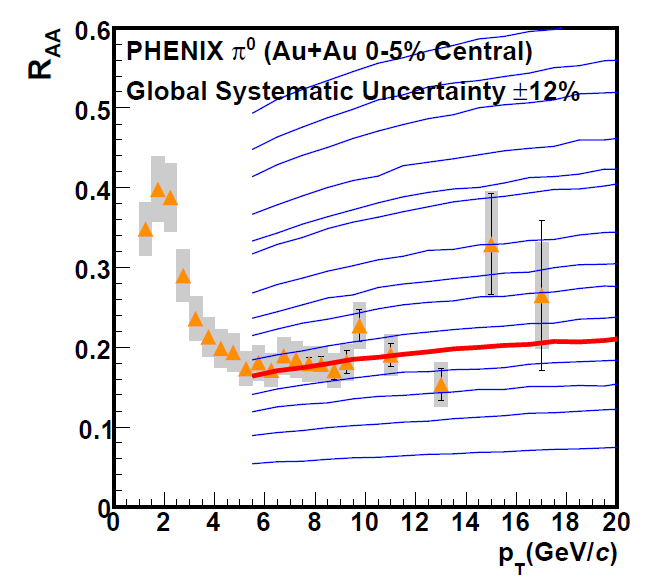 0.6
R_AA
PHENIX π⁰ (Au+Au 0-5% Central)
Global Systematic Uncertainty ±12%
0.5
0.4
0.3
0.2
0.1
0
0 2 4 6 8 10 12 14 16 18 20
p_T(GeV/c)